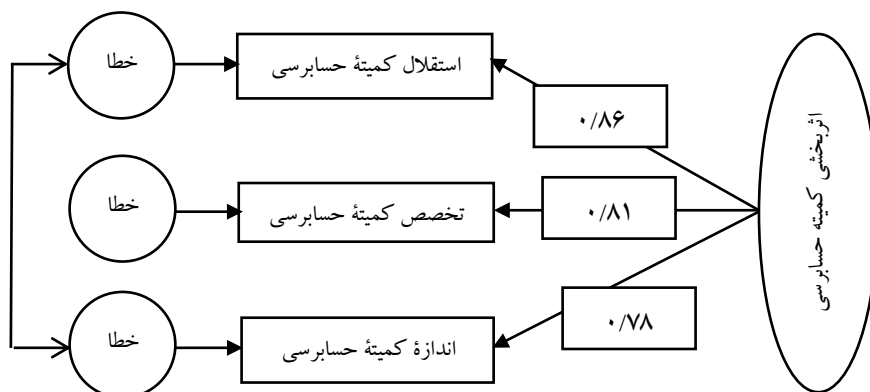 خطا
استقلال کمیتهٔ حسابرسی
۰/۸۶
اثربخشی کمیته حسابرسی
خطا
تخصص کمیتهٔ حسابرسی
۰/۸۱
خطا
اندازهٔ کمیتهٔ حسابرسی
۰/۷۸